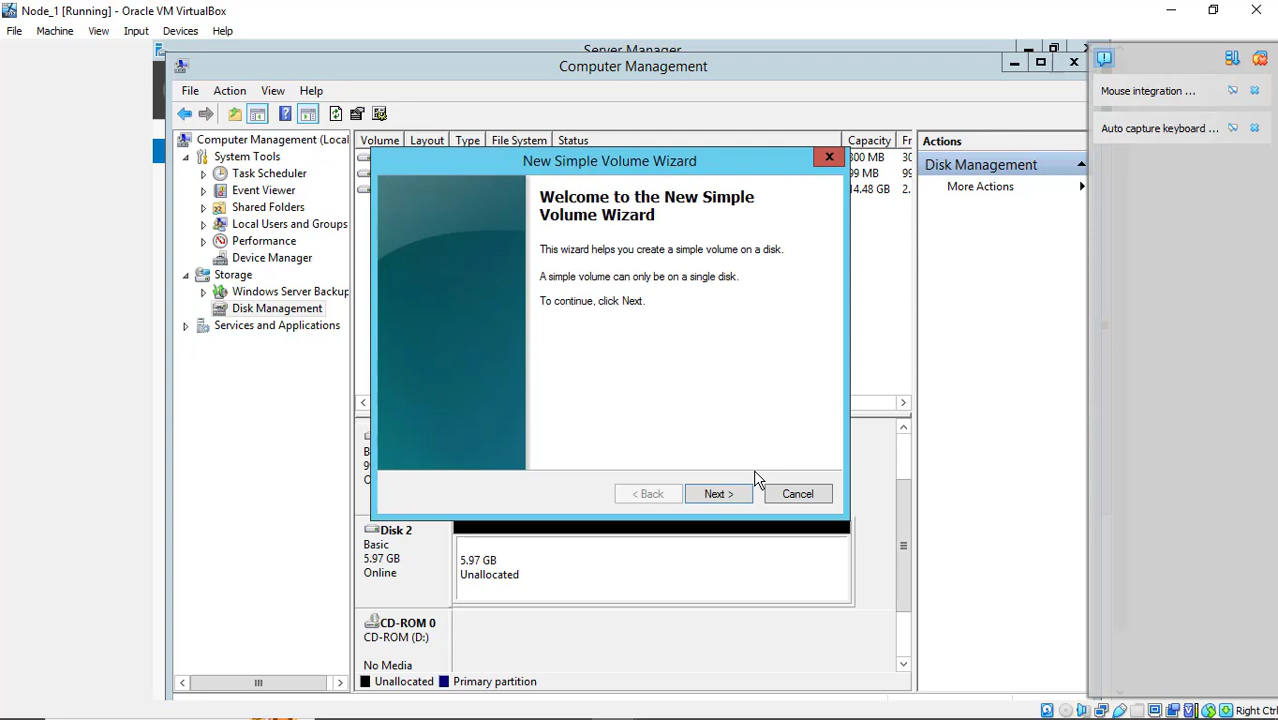 Node_1 [Running] - Oracle VM VirtualBox
File Machine View Input Devices Help
Server Manager
Computer Management
File Action View Help
Mouse integration ...
Auto capture keyboard ...
Computer Management (Local
System Tools
Task Scheduler
Event Viewer
Shared Folders
Local Users and Groups
Performance
Device Manager
Storage
Windows Server Backup
Disk Management
Services and Applications
Volume Layout Type File System Status Capacity
99 MB
Actions
Disk Management
More Actions
New Simple Volume Wizard
Welcome to the New Simple
Volume Wizard
This wizard helps you create a simple volume on a disk.
A simple volume can only be on a single disk.
To continue, click Next.
< Back Next > Cancel
Disk 2
Basic
5.97 GB
Online
5.97 GB
Unallocated
CD-ROM 0
CD-ROM (D:)
No Media
Unallocated Primary partition
Right Ctrl